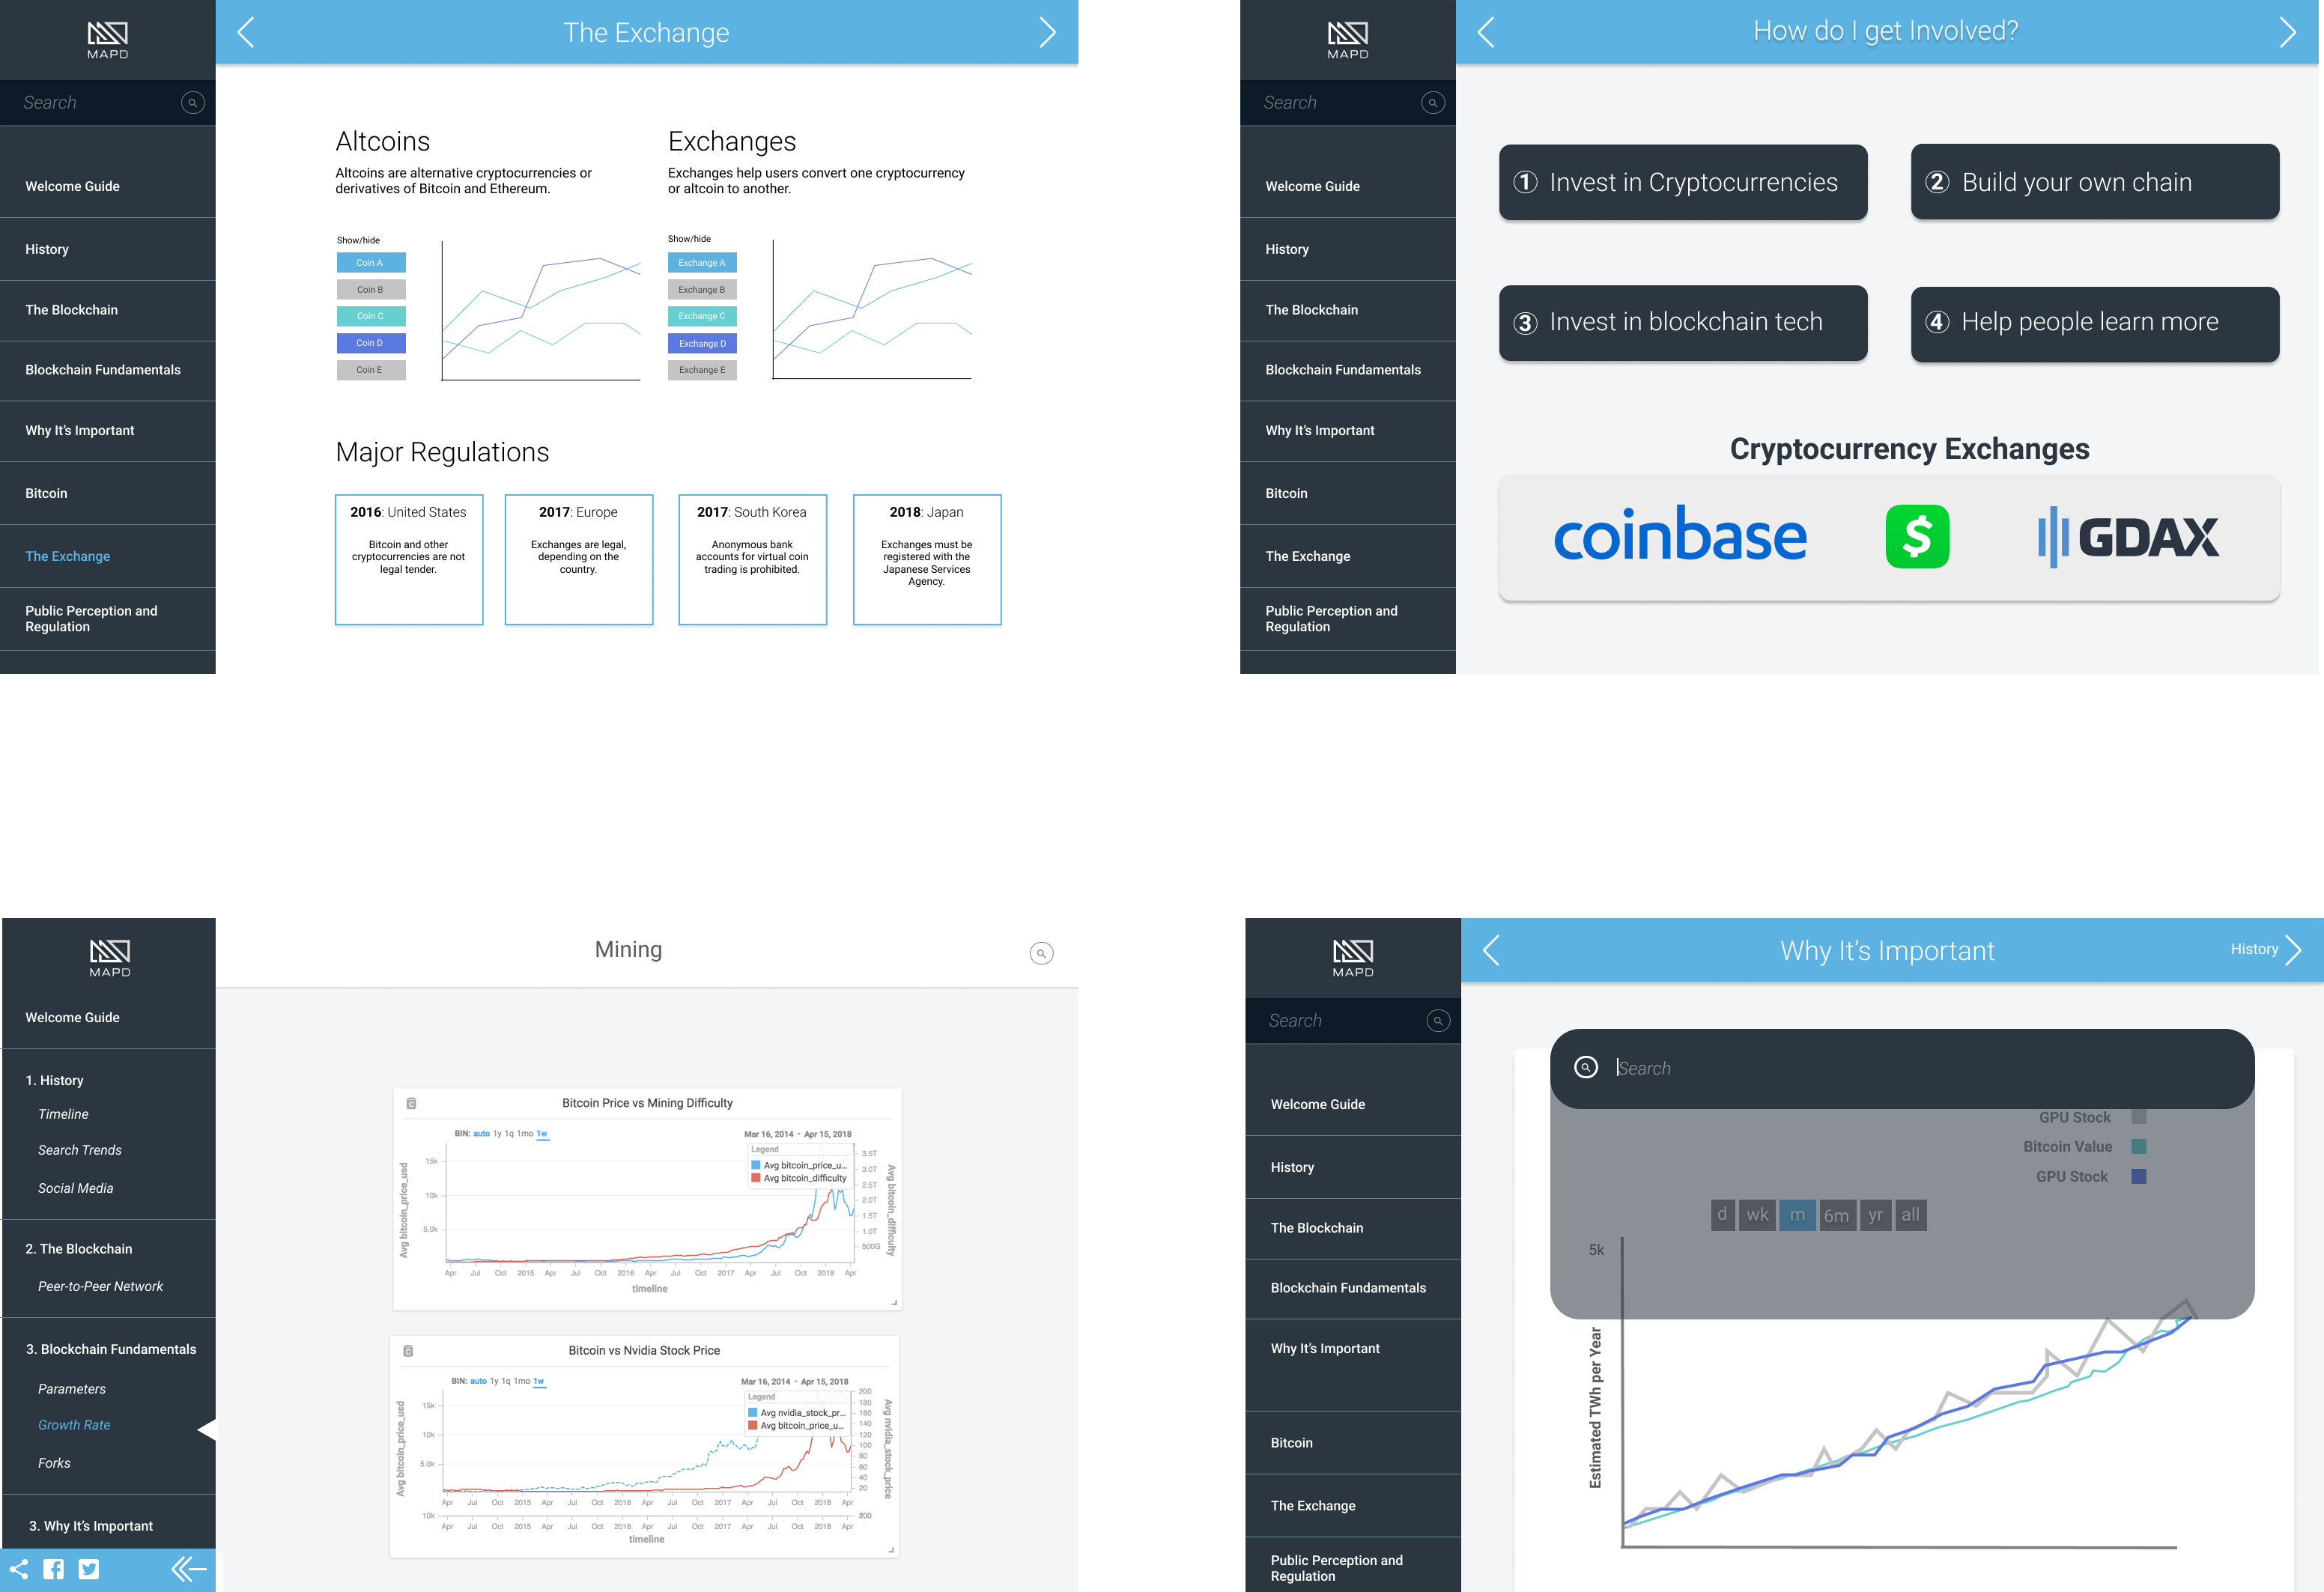 MAPD
Search
Welcome Guide
History
The Blockchain
Blockchain Fundamentals
Why It's Important
Bitcoin
The Exchange
Public Perception and
Regulation
The Exchange
Altcoins
Altcoins are alternative cryptocurrencies or
derivatives of Bitcoin and Ethereum.
Show/hide
Coin A
Coin B
Coin C
Coin D
Coin E
Exchanges
Exchanges help users convert one cryptocurrency
or altcoin to another.
Show/hide
Exchange A
Exchange B
Exchange C
Exchange D
Exchange E
Major Regulations
2016: United States
Bitcoin and other
cryptocurrencies are not
legal tender.
2017: Europe
Exchanges are legal,
depending on the
country.
2017: South Korea
Anonymous bank
accounts for virtual coin
trading is prohibited.
2018: Japan
Exchanges must be
registered with the
Japanese Services
Agency.
MAPD
Search
Welcome Guide
History
The Blockchain
Blockchain Fundamentals
Why It's Important
Bitcoin
The Exchange
Public Perception and
Regulation
How do I get Involved?
1 Invest in Cryptocurrencies
2 Build your own chain
3 Invest in blockchain tech
4 Help people learn more
Cryptocurrency Exchanges
coinbase
$
GDAX
MAPD
Welcome Guide
1. History
Timeline
Search Trends
Social Media
2. The Blockchain
Peer-to-Peer Network
3. Blockchain Fundamentals
Parameters
Growth Rate
Forks
3. Why It's Important
Mining
Bitcoin Price vs Mining Difficulty
BIN: auto 1y 1q 1mo 1w
Mar 16, 2014 - Apr 15, 2018
Legend
Avg bitcoin_price_u...
Avg bitcoin_difficulty
Avg bitcoin_price_usd
15k
10k
5.0k
3.5T
3.0T
2.5T
2.0T
1.5T
1.0T
500G
Avg bitcoin_difficulty
Apr Jul Oct 2015 Apr Jul Oct 2016 Apr Jul Oct 2017 Apr Jul Oct 2018 Apr
timeline
Bitcoin vs Nvidia Stock Price
BIN: auto 1y 1q 1mo 1w
Mar 16, 2014 - Apr 15, 2018
Legend
Avg nvidia_stock_pr...
Avg bitcoin_price_u...
Avg bitcoin_price_usd
15k
10k
5.0k
200
180
160
140
120
100
80
60
40
20
Avg nvidia_stock_price
Apr Jul Oct 2015 Apr Jul Oct 2016 Apr Jul Oct 2017 Apr Jul Oct 2018 Apr
10k
Apr Jul Oct 2015 Apr Jul Oct 2016 Apr Jul Oct 2017 Apr Jul Oct 2018 Apr
timeline
MAPD
Search
Welcome Guide
History
The Blockchain
Blockchain Fundamentals
Why It's Important
Bitcoin
The Exchange
Public Perception and
Regulation
Why It's Important
History
Search
GPU Stock
Bitcoin Value
GPU Stock
d wk m 6m yr all
5k
Estimated TWh per Year